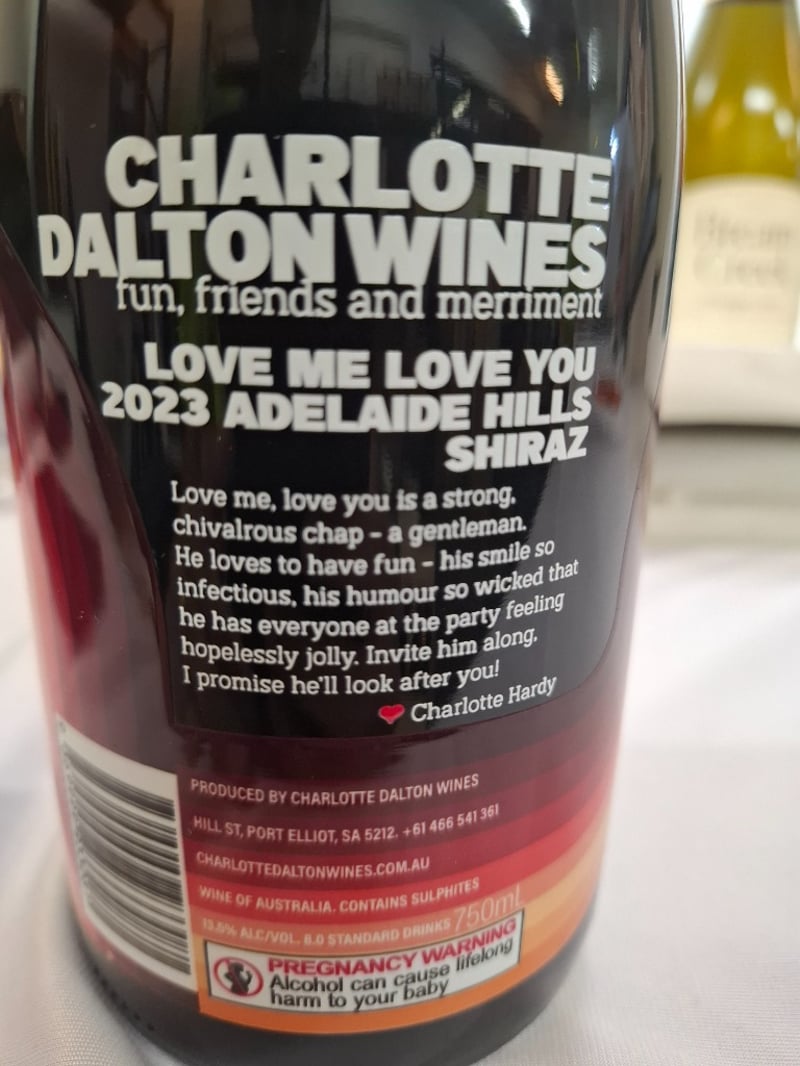 CHARLOTTE
DALTON WINES
fun, friends and merriment
LOVE ME LOVE YOU
2023 ADELAIDE HILLS
SHIRAZ
Love me, love you is a strong,
chivalrous chap – a gentleman.
He loves to have fun – his smile so
infectious, his humour so wicked that
he has everyone at the party feeling
hopelessly jolly. Invite him along,
I promise he'll look after you!
Charlotte Hardy
PRODUCED BY CHARLOTTE DALTON WINES
HILL ST, PORT ELLIOT, SA 5212. +61 466 541 361
CHARLOTTEDALTONWINES.COM.AU
WINE OF AUSTRALIA. CONTAINS SULPHITES
13.5% ALC/VOL. 8.0 STANDARD DRINKS 750mL
PREGNANCY WARNING
Alcohol can cause lifelong
harm to your baby
Creek